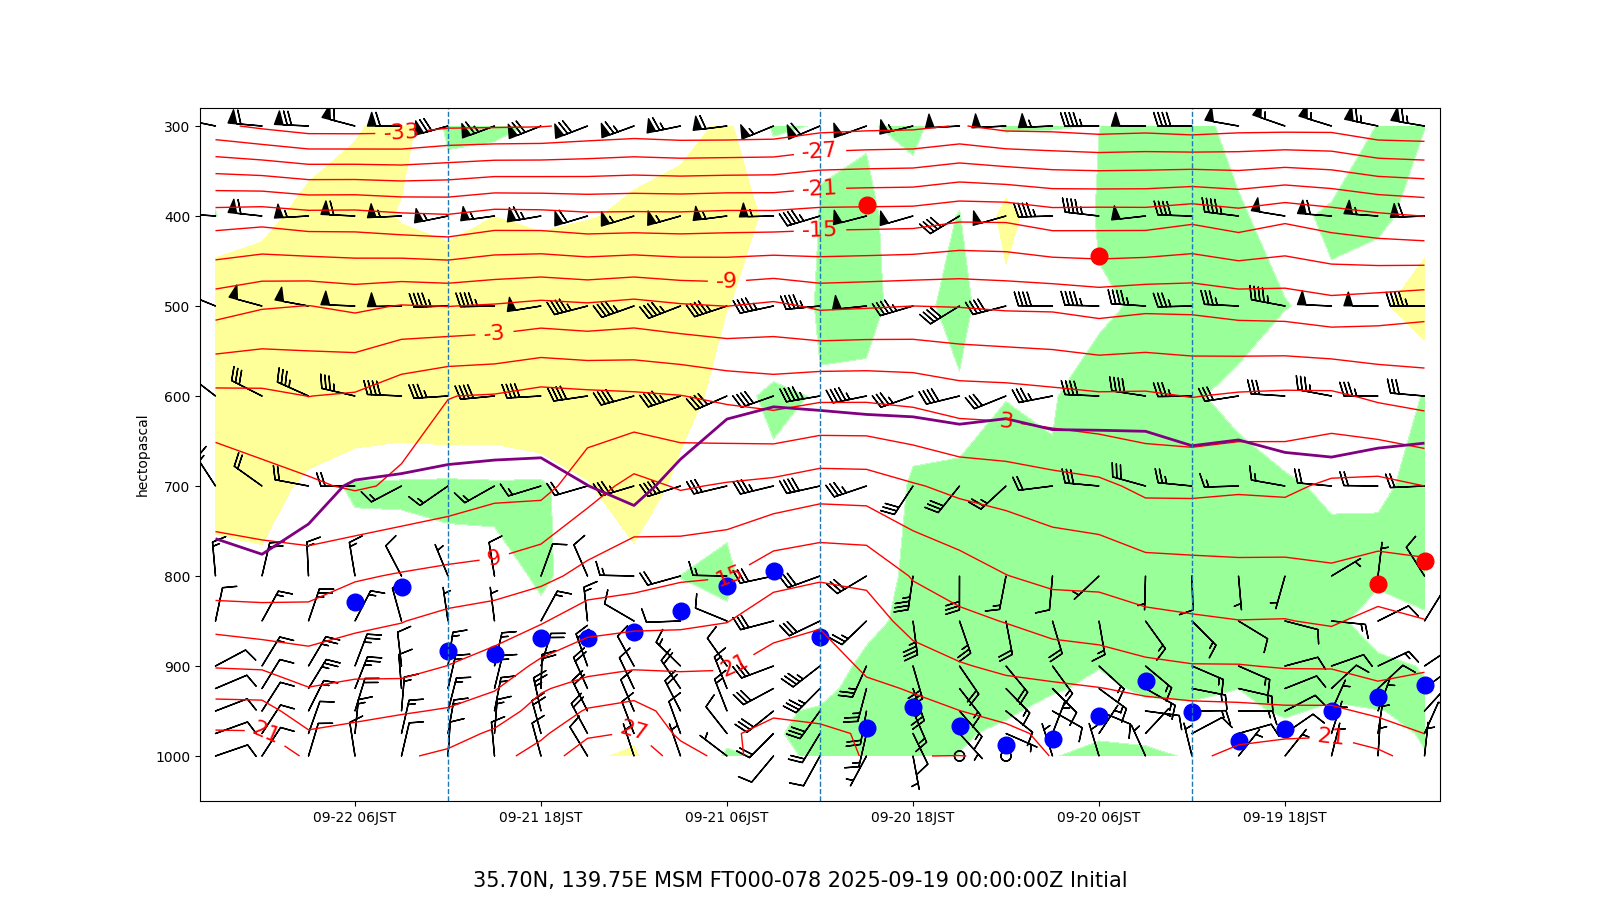 300
400
500
600
700
800
900
1000
hectopascal
-33
-27
-21
-15
-9
-3
3
9
15
21
21
27
21
09-22 06JST
09-21 18JST
09-21 06JST
09-20 18JST
09-20 06JST
09-19 18JST
35.70N, 139.75E MSM FT000-078 2025-09-19 00:00:00Z Initial